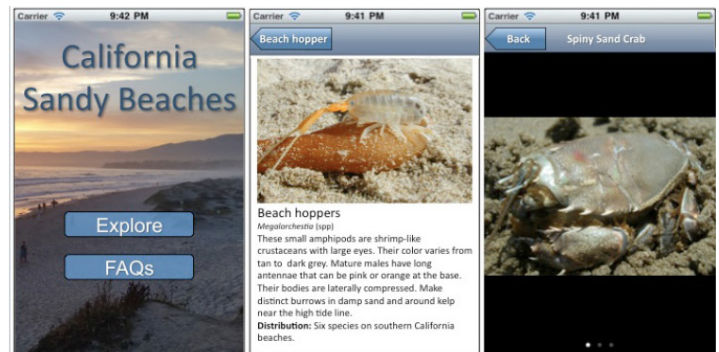 Carrier 9:42 PM
California
Sandy Beaches
Explore
FAQs
Carrier 9:41 PM
Beach hopper
Beach hoppers
Megalorchestia (spp)
These small amphipods are shrimp-like
crustaceans with large eyes. Their color varies from
tan to dark grey. Mature males have long
antennae that can be pink or orange at the base.
Their bodies are laterally compressed. Make
distinct burrows in damp sand and around kelp
near the high tide line.
Distribution: Six species on southern California
beaches.
Carrier 9:41 PM
Back Spiny Sand Crab